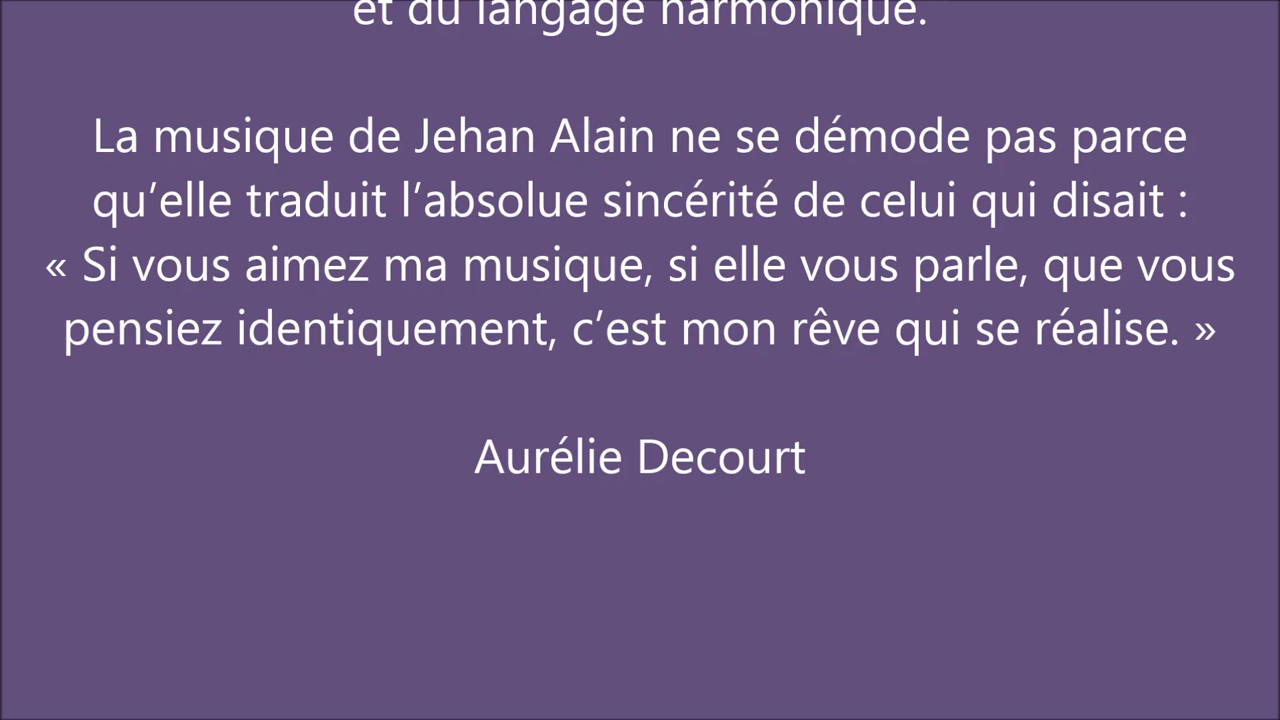 et du langage harmonique.
La musique de Jehan Alain ne se démode pas parce
qu’elle traduit l’absolue sincérité de celui qui disait :
« Si vous aimez ma musique, si elle vous parle, que vous
pensiez identiquement, c’est mon rêve qui se réalise. »
Aurélie Decourt